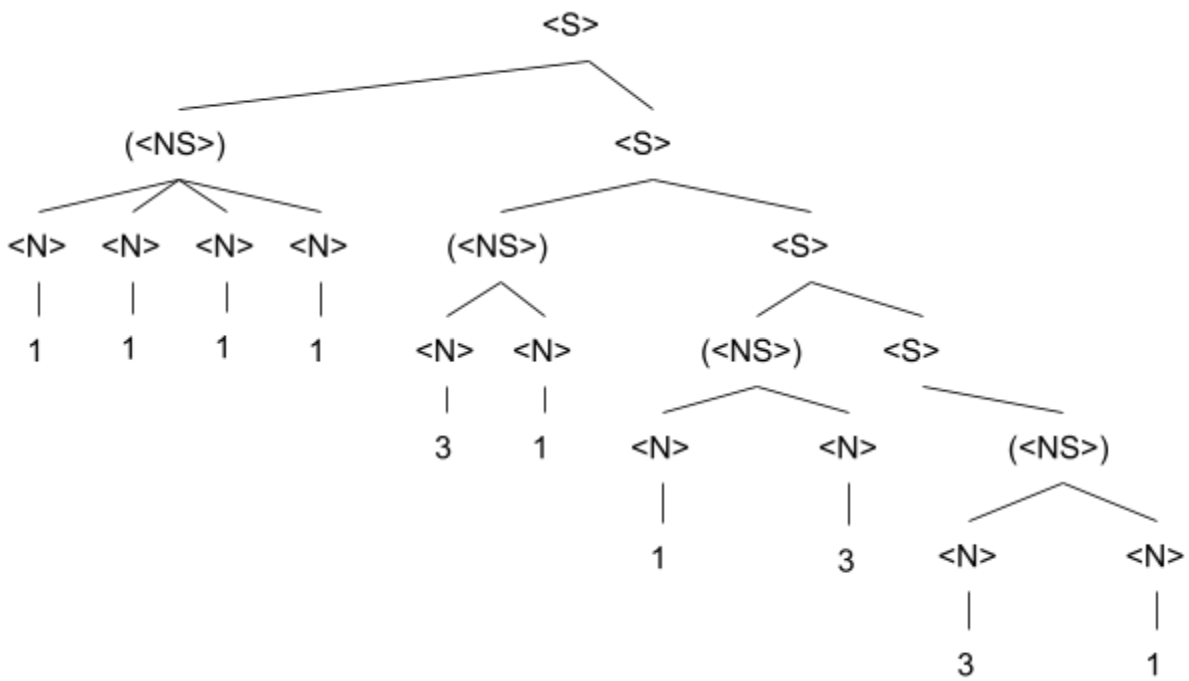 <S>
(<NS>) <S>
<N> <N> <N> <N> (<NS>) <S>
1 1 1 1 <N> <N> (<NS>) <S>
3 1 <N> <N> (<NS>)
1 3 <N> <N>
3 1